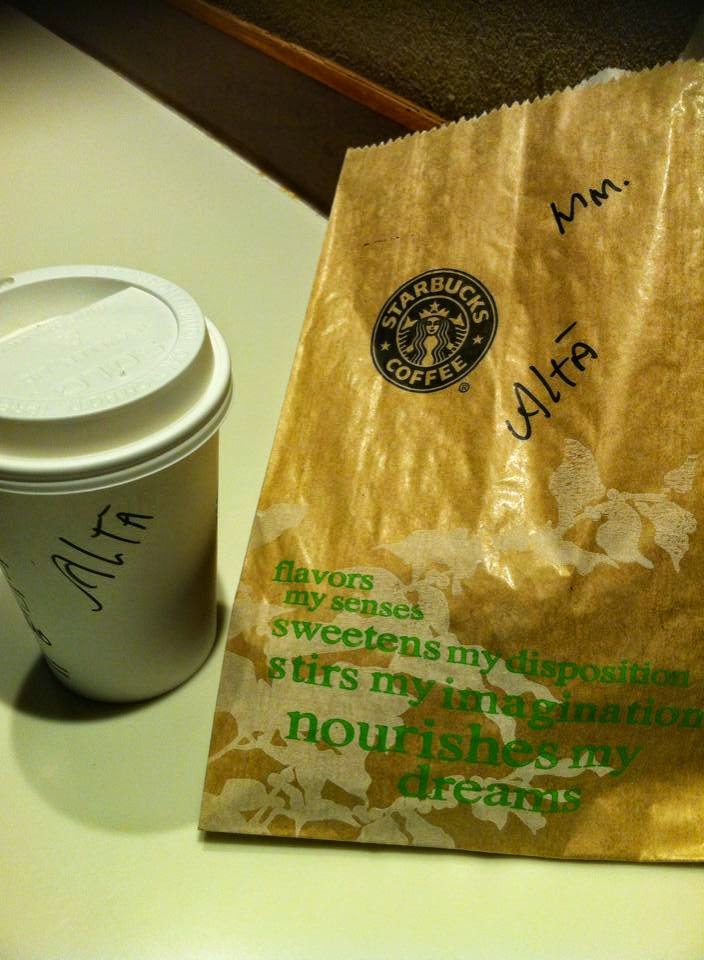 MM.
STARBUCKS
COFFEE
®
ALTĀ
ALTĀ
flavors
my senses
sweetens my disposition
stirs my imagination
nourishes my
dreams